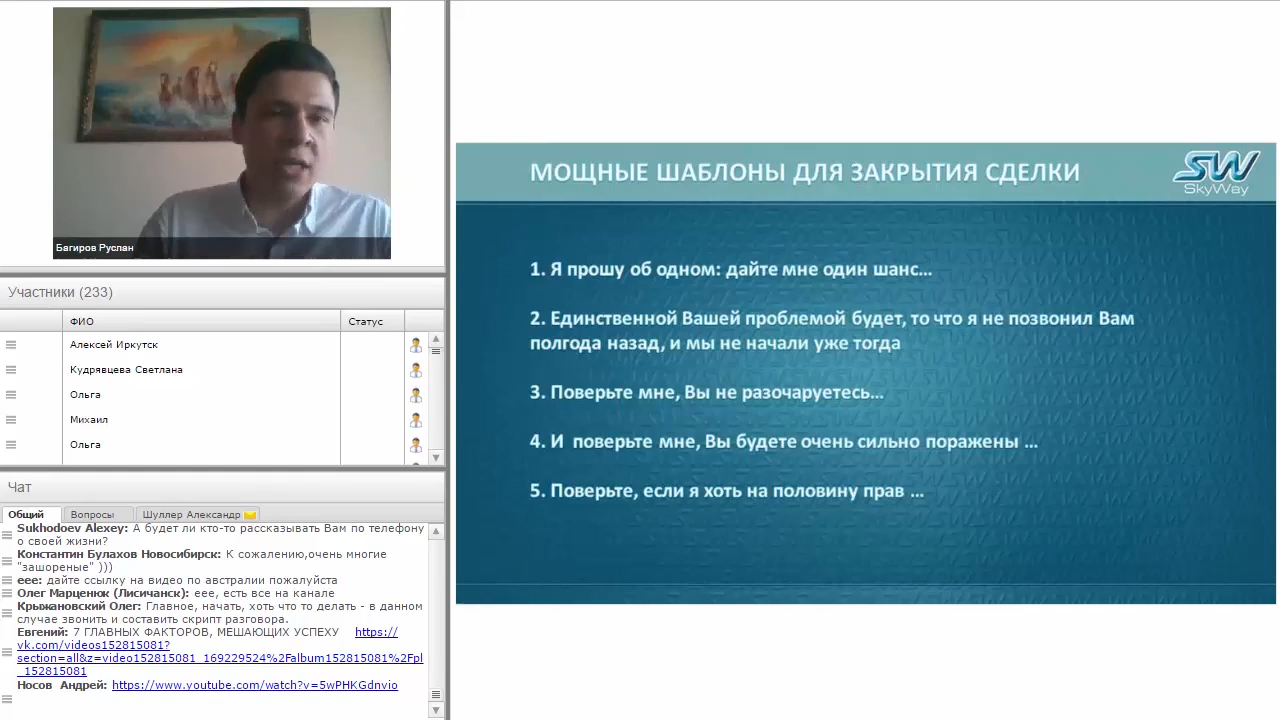 Багиров Руслан
Участники (233)
ФИО
Статус
Алексей Иркутск
Кудрявцева Светлана
Ольга
Михаил
Ольга
Чат
Общий
Вопросы
Шуллер Александр
Sukhodoev Alexey: А будет ли кто-то рассказывать Вам по телефону
о своей жизни?
Константин Булахов Новосибирск: К сожалению,очень многие
"зашореные" )))
еее: дайте ссылку на видео по австралии пожалуйста
Олег Марценюк (Лисичанск): еее, есть все на канале
Крыжановский Олег: Главное, начать, хоть что то делать - в данном
случае звонить и составить скрипт разговора.
Евгений: 7 ГЛАВНЫХ ФАКТОРОВ, МЕШАЮЩИХ УСПЕХУ https://
vk.com/videos152815081?
section=all&z=video152815081_169229524%2Falbum152815081%2Fpl
_152815081
Носов Андрей: https://www.youtube.com/watch?v=5wPHKGdnvio
МОЩНЫЕ ШАБЛОНЫ ДЛЯ ЗАКРЫТИЯ СДЕЛКИ
SW
SkyWay
1. Я прошу об одном: дайте мне один шанс...
2. Единственной Вашей проблемой будет, то что я не позвонил Вам
полгода назад, и мы не начали уже тогда
3. Поверьте мне, Вы не разочаруетесь...
4. И поверьте мне, Вы будете очень сильно поражены ...
5. Поверьте, если я хоть на половину прав ...